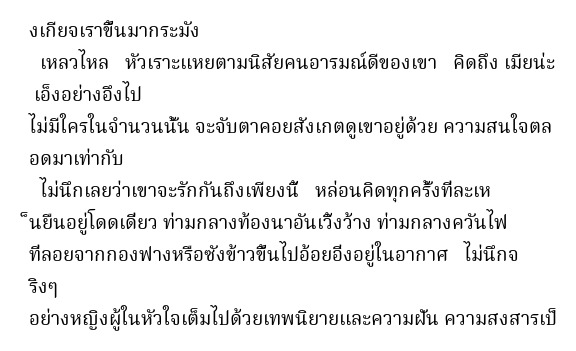 งเกียจเราขึ้นมากระมัง
เหลวไหล หัวเราะแหยตามนิสัยคนอารมณ์ดีของเขา คิดถึง เมียน่ะ
เอ็งอย่างอึงไป
ไม่มีใครในจำนวนนั้น จะจับตาคอยสังเกตดูเขาอยู่ด้วย ความสนใจตล
อดมาเท่ากับ
ไม่นึกเลยว่าเขาจะรักกันถึงเพียงนี้ หล่อนคิดทุกครั้งทีละเห
็นยืนอยู่โดดเดียว ท่ามกลางท้องนาอันเวิ้งว้าง ท่ามกลางควันไฟ
ทีลอยจากกองฟางหรือซังข้าวขึ้นไปอ้อยอิ่งอยู่ในอากาศ ไม่นึกจ
ริงๆ
อย่างหญิงผู้ในหัวใจเต็มไปด้วยเทพนิยายและความฝัน ความสงสารเป็